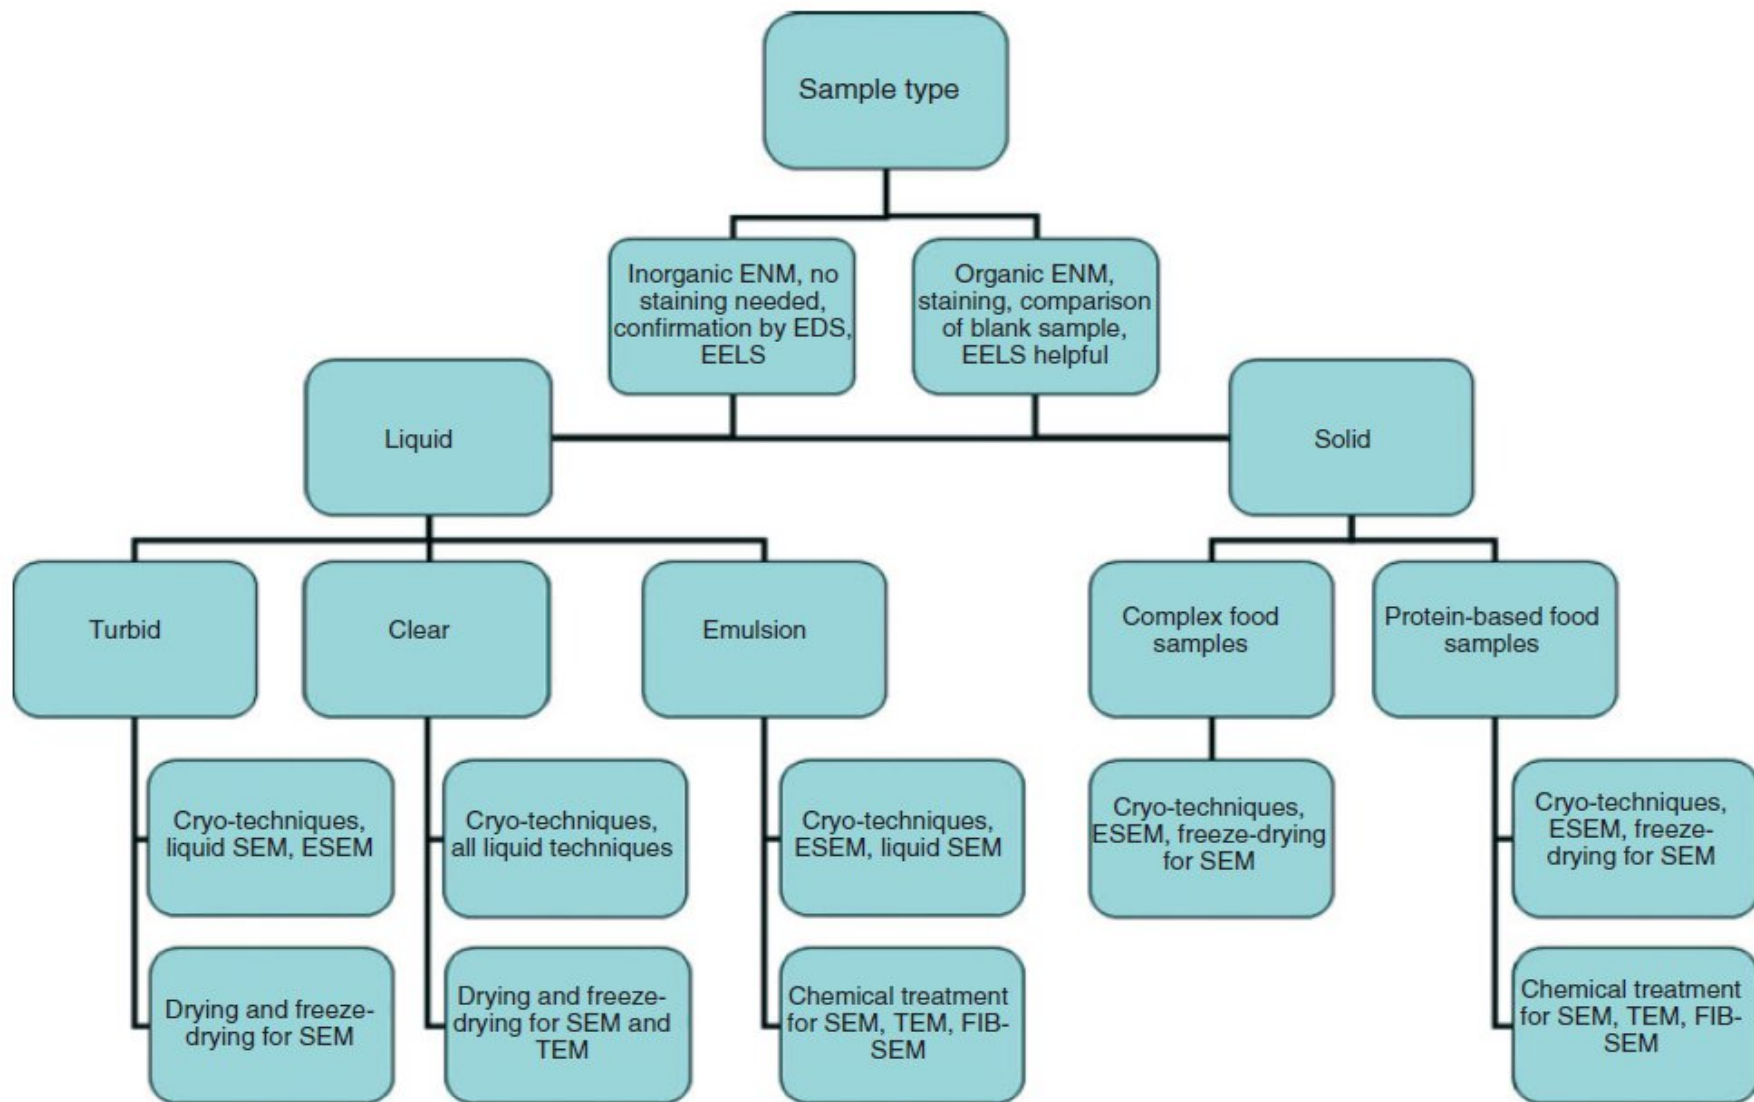 Sample type
Inorganic ENM, no
staining needed,
confirmation by EDS,
EELS
Organic ENM,
staining, comparison
of blank sample,
EELS helpful
Liquid
Solid
Turbid
Clear
Emulsion
Complex food
samples
Protein-based food
samples
Cryo-techniques,
liquid SEM, ESEM
Cryo-techniques,
all liquid techniques
Cryo-techniques,
ESEM, liquid SEM
Cryo-techniques,
ESEM, freeze-drying
for SEM
Cryo-techniques,
ESEM, freeze-
drying for SEM
Drying and freeze-
drying for SEM
Drying and freeze-
drying for SEM and
TEM
Chemical treatment
for SEM, TEM, FIB-
SEM
Chemical treatment
for SEM, TEM, FIB-
SEM